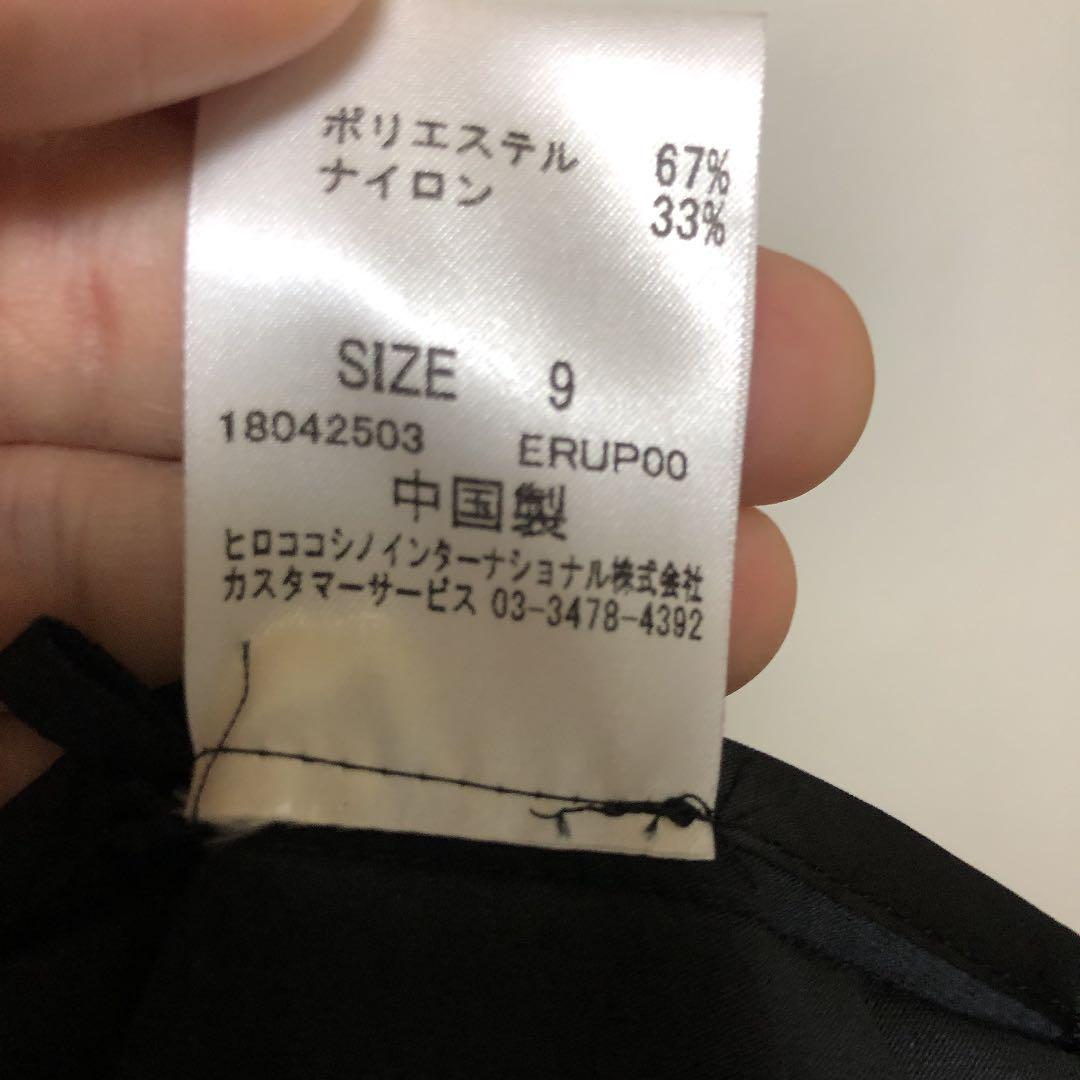 ポリエステル 67%
ナイロン 33%
SIZE 9
18042503 ERUP00
中国製
ヒロココシノインターナショナル株式会社
カスタマーサービス 03-3478-4392